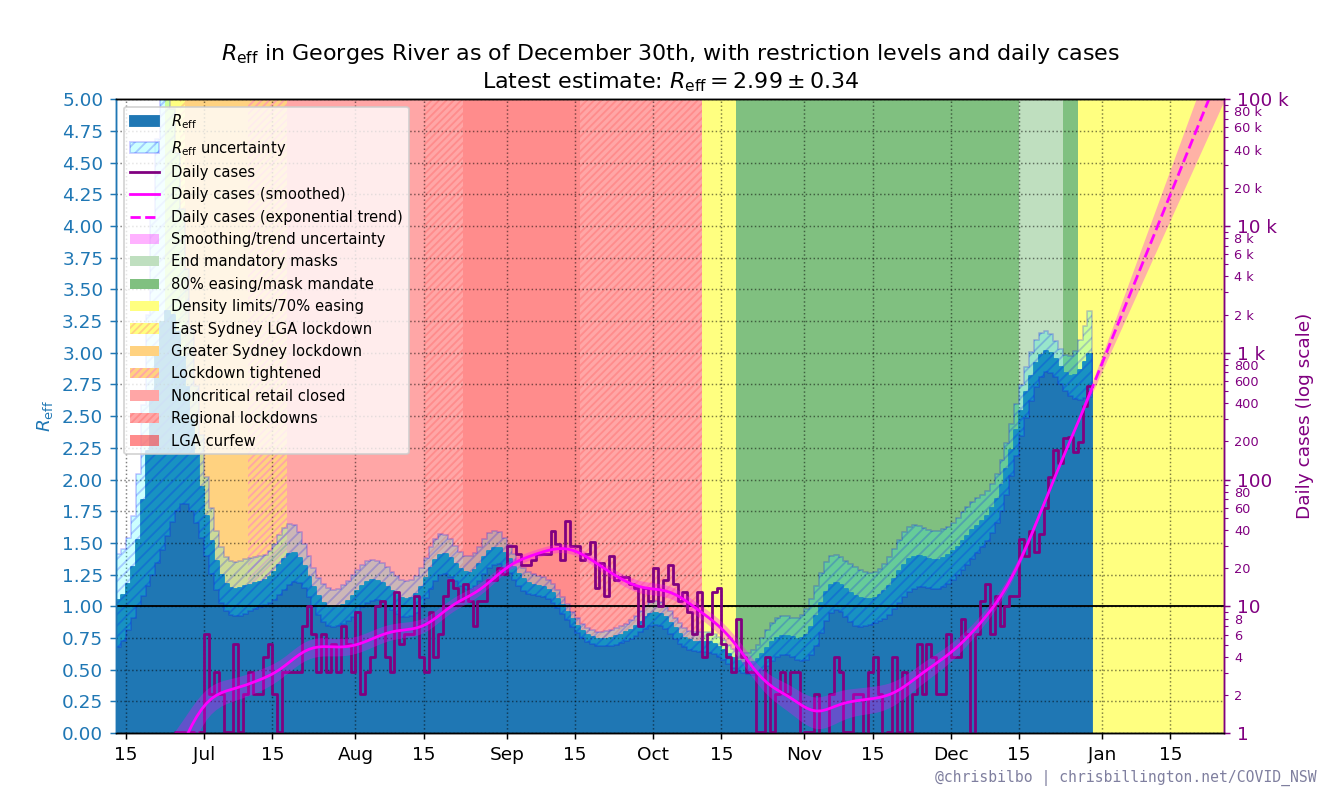 R_eff in Georges River as of December 30th, with restriction levels and daily cases
Latest estimate: R_eff = 2.99 ± 0.34
R_eff
R_eff uncertainty
Daily cases
Daily cases (smoothed)
Daily cases (exponential trend)
Smoothing/trend uncertainty
End mandatory masks
80% easing/mask mandate
Density limits/70% easing
East Sydney LGA lockdown
Greater Sydney lockdown
Lockdown tightened
Noncritical retail closed
Regional lockdowns
LGA curfew
R_eff
5.00
4.75
4.50
4.25
4.00
3.75
3.50
3.25
3.00
2.75
2.50
2.25
2.00
1.75
1.50
1.25
1.00
0.75
0.50
0.25
0.00
15
Jul
15
Aug
15
Sep
15
Oct
15
Nov
15
Dec
15
Jan
15
100 k
80 k
60 k
40 k
20 k
10 k
8 k
6 k
4 k
2 k
1 k
800
600
400
200
100
80
60
40
20
10
8
6
4
2
1
Daily cases (log scale)
@chrisbilbo | chrisbillington.net/COVID_NSW